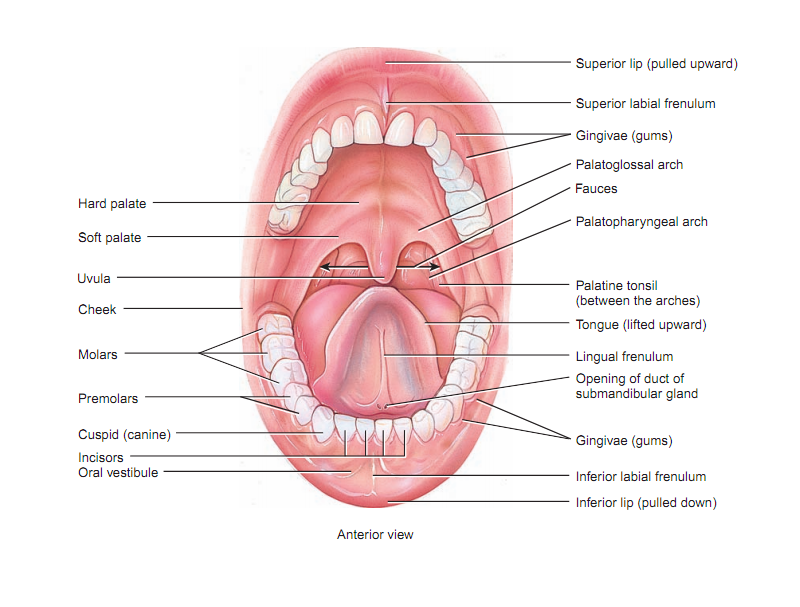 Superior lip (pulled upward)
Superior labial frenulum
Gingivae (gums)
Palatoglossal arch
Fauces
Palatopharyngeal arch
Palatine tonsil
(between the arches)
Tongue (lifted upward)
Lingual frenulum
Opening of duct of
submandibular gland
Gingivae (gums)
Inferior labial frenulum
Inferior lip (pulled down)
Hard palate
Soft palate
Uvula
Cheek
Molars
Premolars
Cuspid (canine)
Incisors
Oral vestibule
Anterior view